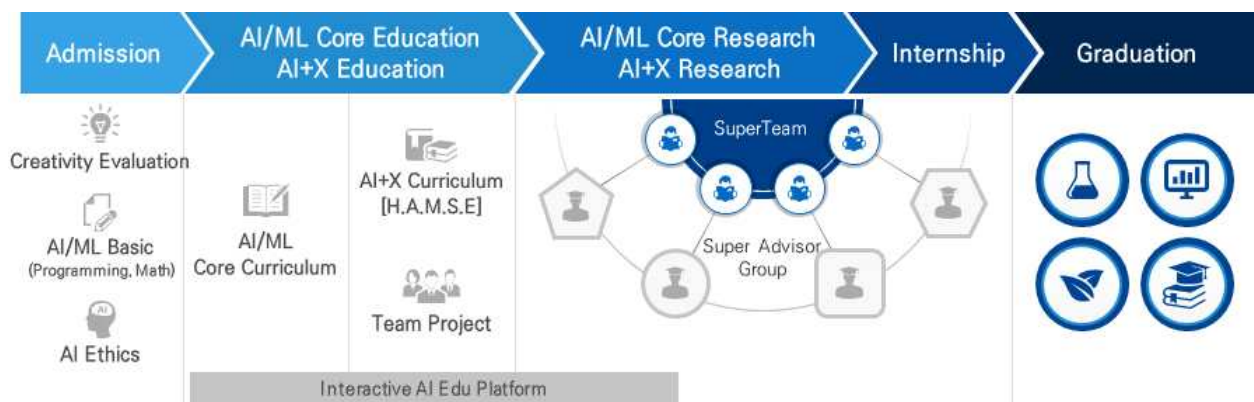 Admission
AI/ML Core Education
AI+X Education
AI/ML Core Research
AI+X Research
Internship
Graduation
Creativity Evaluation
AI/ML Basic
(Programming, Math)
AI
AI Ethics
AI/ML
Core Curriculum
AI+X Curriculum
[H.A.M.S.E]
Team Project
SuperTeam
Super Advisor
Group
Interactive AI Edu Platform